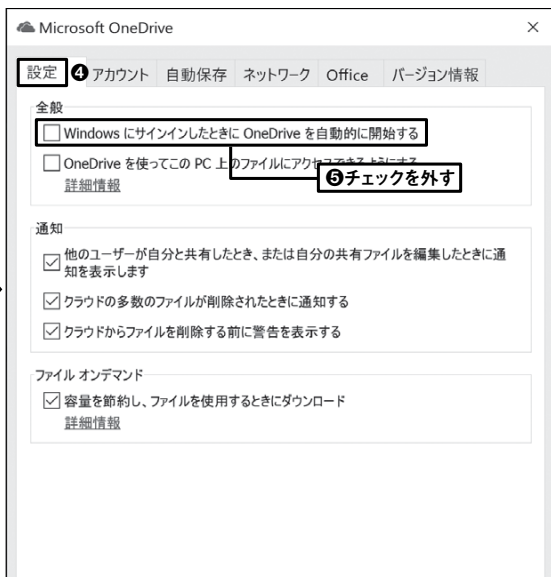 Microsoft OneDrive
設定 ❹ アカウント 自動保存 ネットワーク Office バージョン情報
全般
Windows にサインインしたときに OneDrive を自動的に開始する
OneDrive を使ってこの PC 上のファイルにアクセスできるようにする
詳細情報
❺チェックを外す
通知
他のユーザーが自分と共有したとき、または自分の共有ファイルを編集したときに通
知を表示します
クラウドの多数のファイルが削除されたときに通知する
クラウドからファイルを削除する前に警告を表示する
ファイル オンデマンド
容量を節約し、ファイルを使用するときにダウンロード
詳細情報